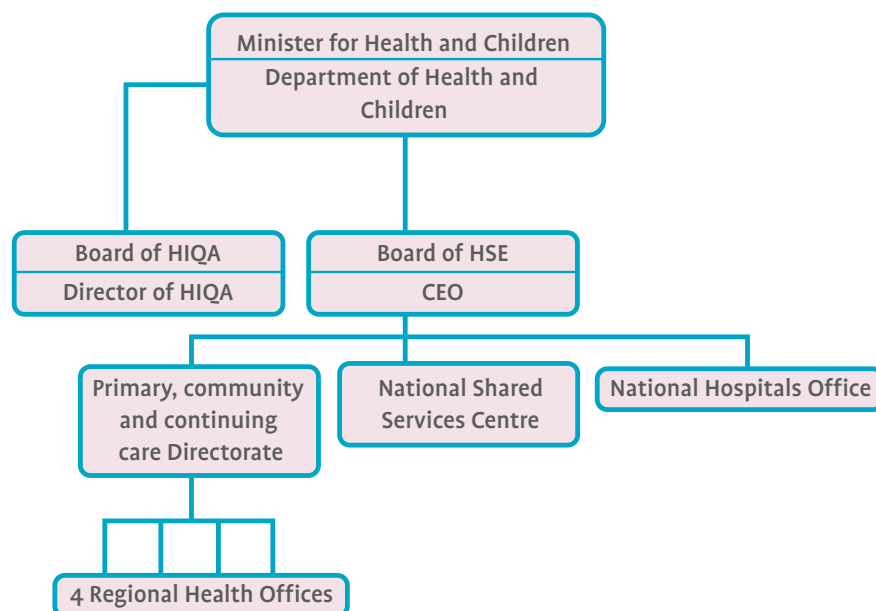 Minister for Health and Children
Department of Health and
Children
Board of HIQA
Director of HIQA
Board of HSE
CEO
Primary, community
and continuing
care Directorate
National Shared
Services Centre
National Hospitals Office
4 Regional Health Offices